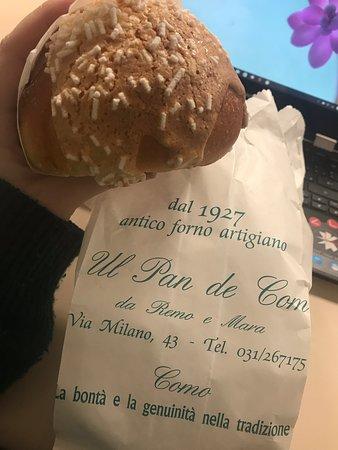 dal 1927
antico forno artigiano
Ul Pan de Com
da Remo e Mara
Via Milano, 43 - Tel. 031/267175
Como
La bontà e la genuinità nella tradizione